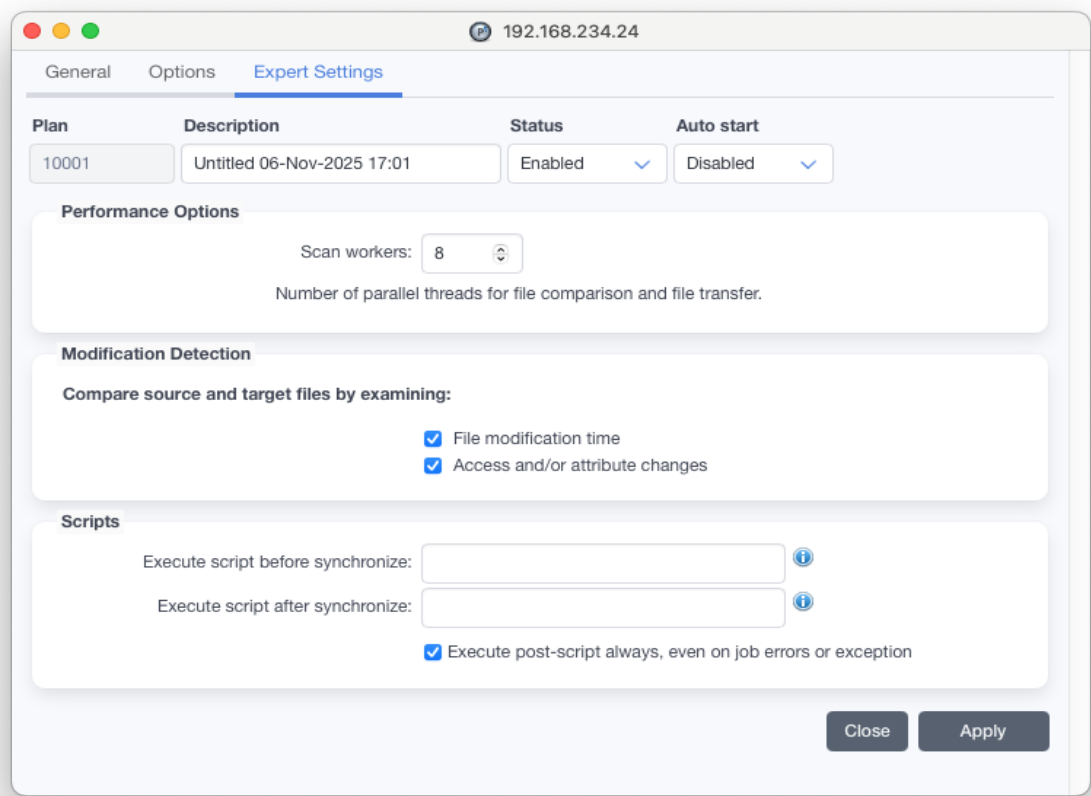 192.168.234.24
General Options Expert Settings
Plan Description Status Auto start
10001 Untitled 06-Nov-2025 17:01 Enabled Disabled
Performance Options
Scan workers: 8
Number of parallel threads for file comparison and file transfer.
Modification Detection
Compare source and target files by examining:
File modification time
Access and/or attribute changes
Scripts
Execute script before synchronize:
Execute script after synchronize:
Execute post-script always, even on job errors or exception
Close Apply